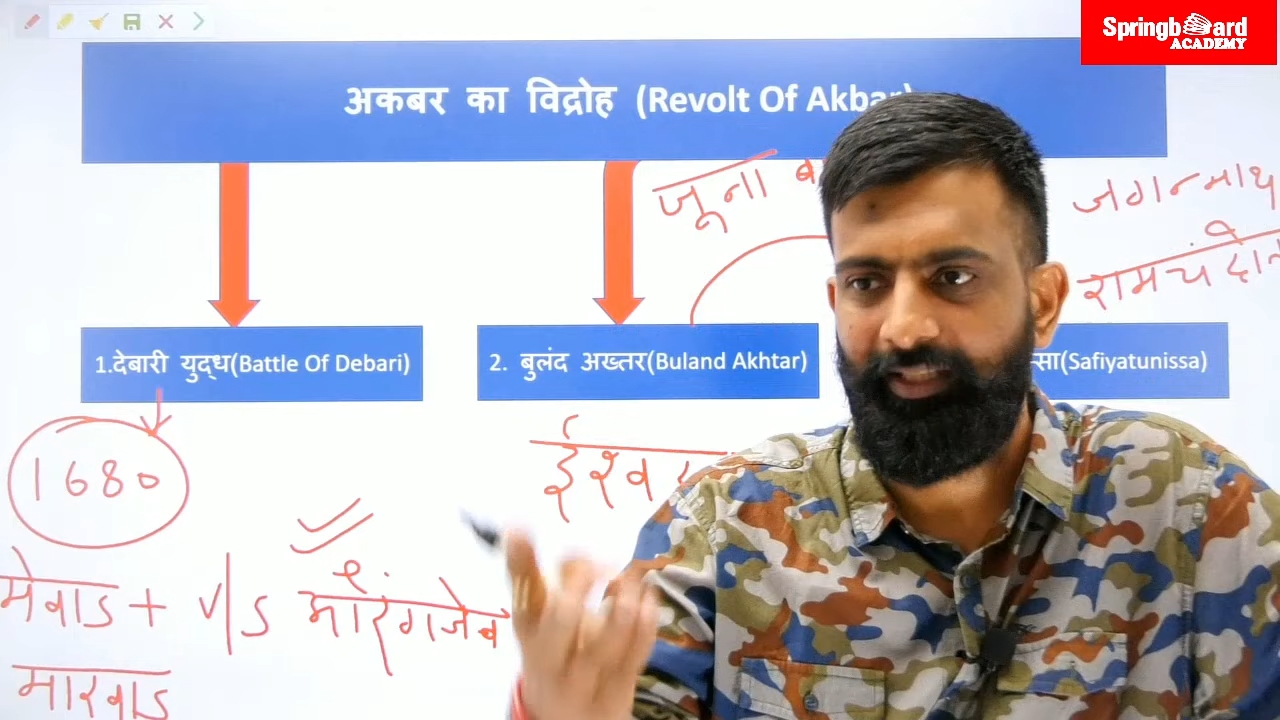 Springboard
ACADEMY
अकबर का विद्रोह (Revolt Of Akbar)
जूना
जगन्नाथ
रामचं
1.देबारी युद्ध(Battle Of Debari)
2. बुलंद अख्तर(Buland Akhtar)
सा(Safiyatunissa)
1680
ईश्व
मेवाड + v/s औरंगजेब
मारवाड